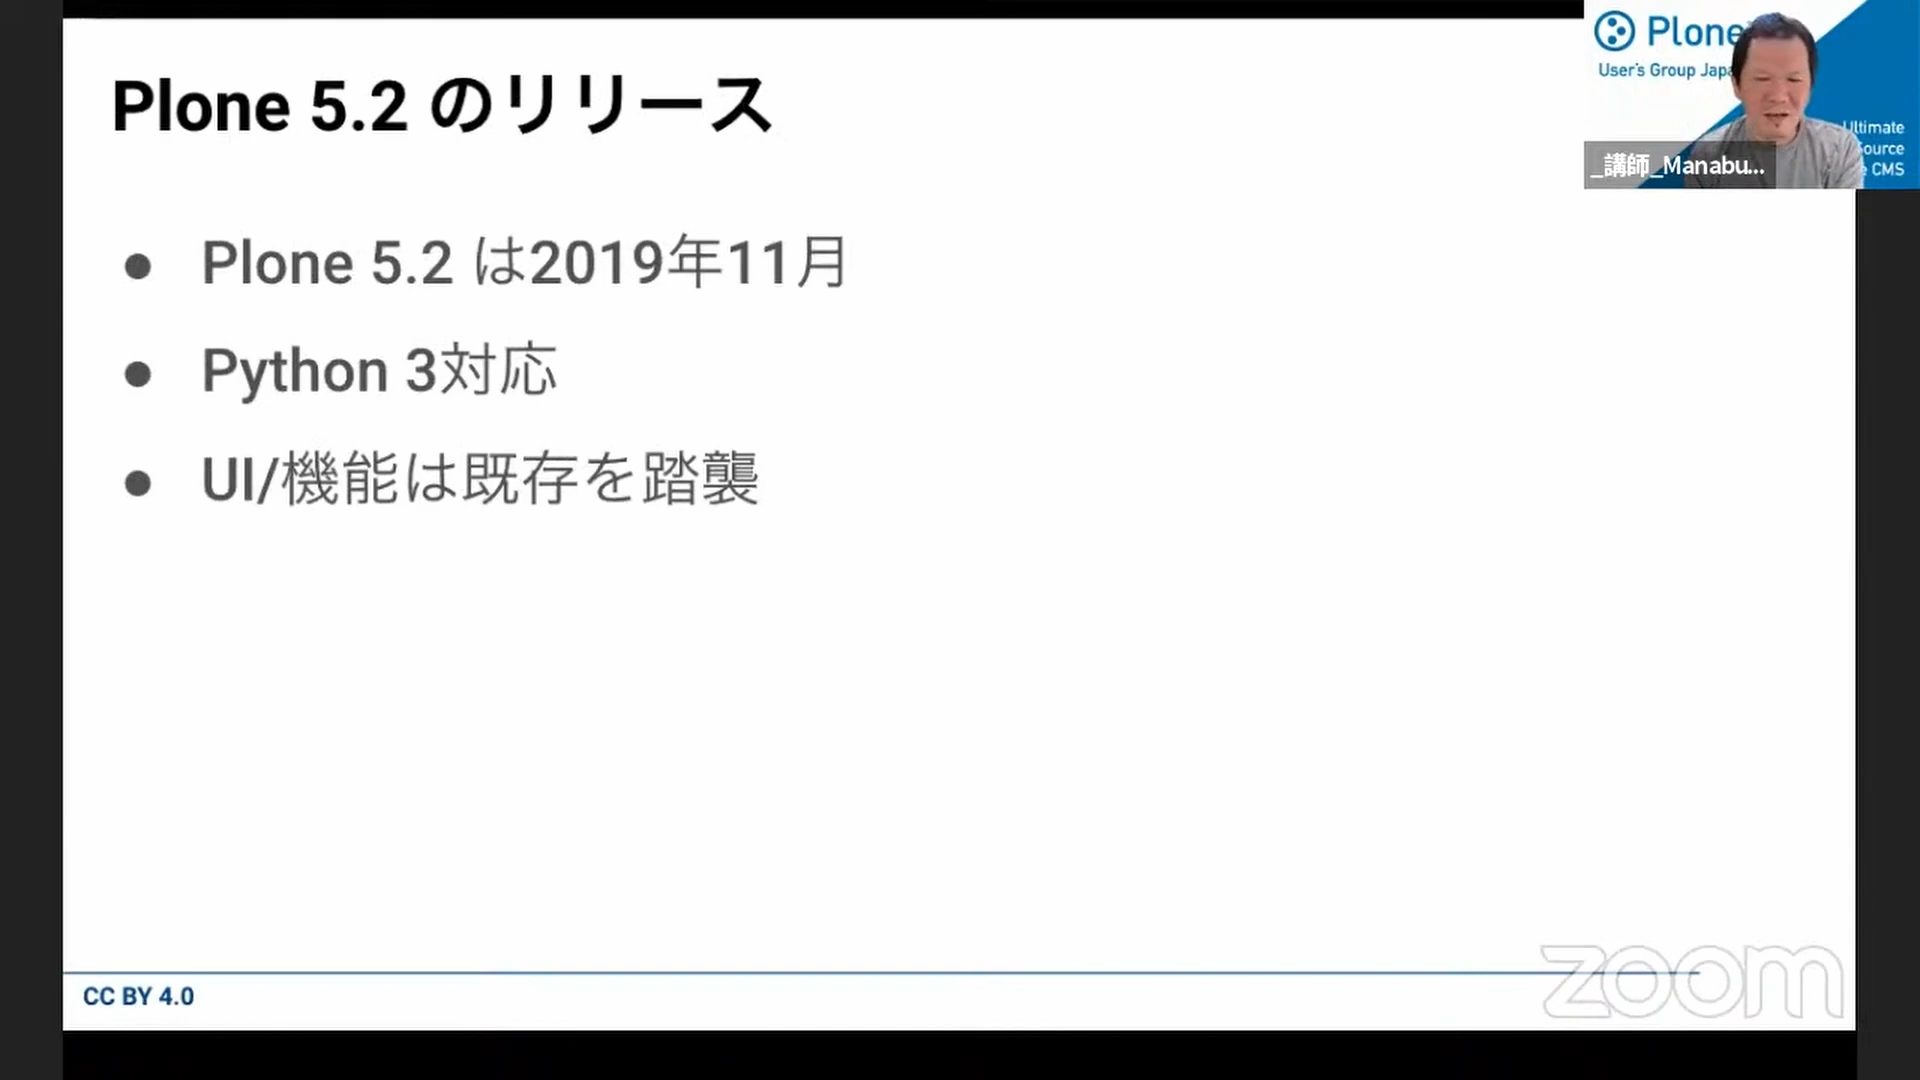 Plone 5.2 のリリース
Plone 5.2 は2019年11月
Python 3対応
UI/機能は既存を踏襲
CC BY 4.0
Plone
User's Group Japa
Ultimate
ource
CMS
_講師_Manabu...
zoom